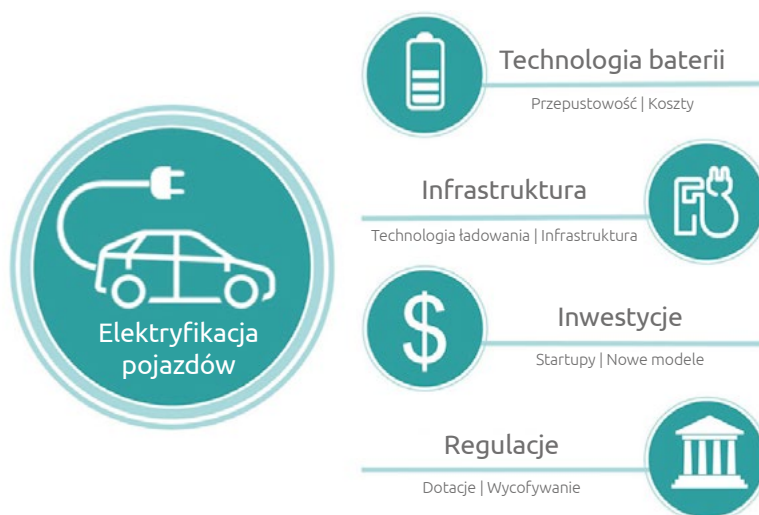 Elektryfikacja
pojazdów
Technologia baterii
Przepustowość | Koszty
Infrastruktura
Technologia ładowania | Infrastruktura
$
Inwestycje
Startupy | Nowe modele
Regulacje
Dotacje | Wycofywanie